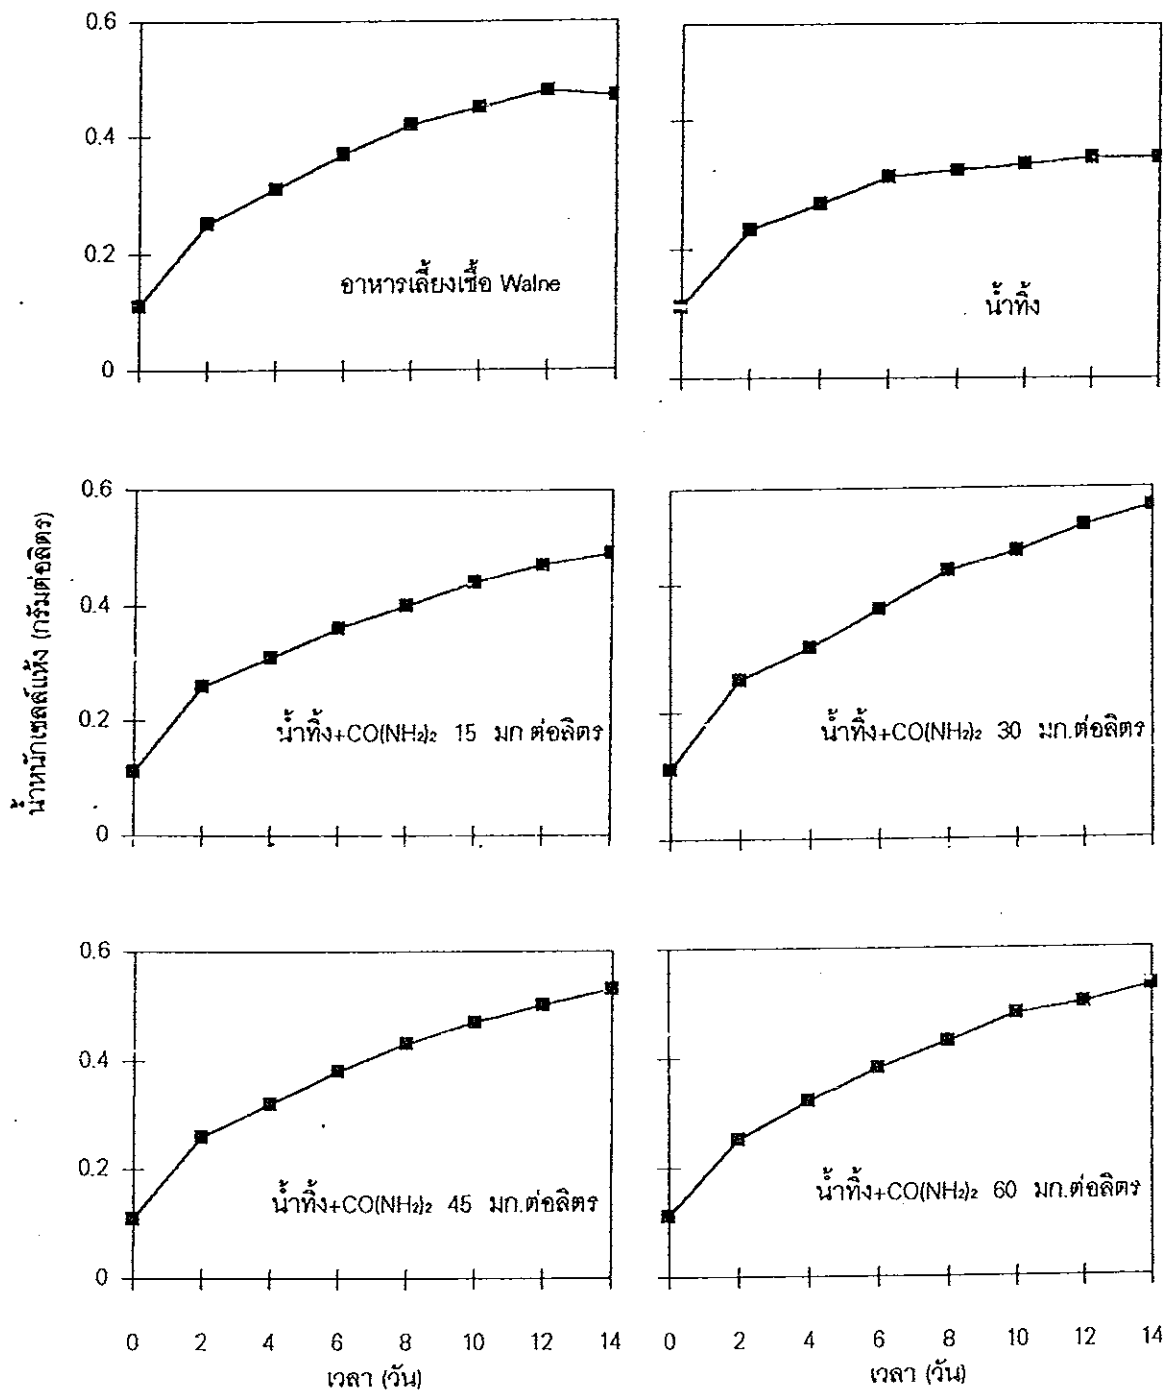 0.6
0.4
0.2
0
อาหารเลี้ยงเชื้อ Walne
น้ำทิ้ง
น้ำหนักเซลล์แห้ง (กรัมต่อลิตร)
0.6
0.4
0.2
0
น้ำทิ้ง+CO(NH₂)₂ 15 มก ต่อลิตร
น้ำทิ้ง+CO(NH₂)₂ 30 มก.ต่อลิตร
0.6
0.4
0.2
0
น้ำทิ้ง+CO(NH₂)₂ 45 มก.ต่อลิตร
น้ำทิ้ง+CO(NH₂)₂ 60 มก.ต่อลิตร
0 2 4 6 8 10 12 14
0 2 4 6 8 10 12 14
เวลา (วัน)
เวลา (วัน)